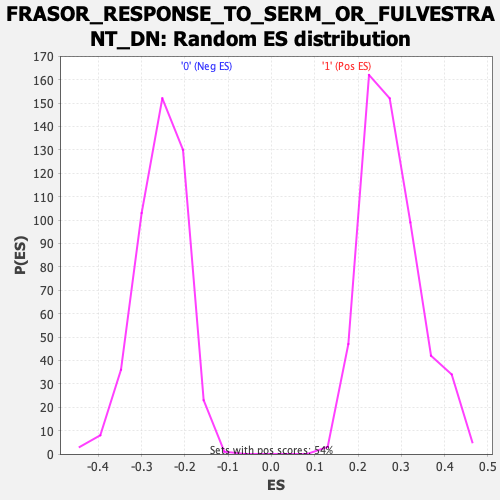 FRASOR_RESPONSE_TO_SERM_OR_FULVESTRA
NT_DN: Random ES distribution
'0' (Neg ES)
'1' (Pos ES)
170
160
150
140
130
120
110
100
90
80
70
60
50
40
30
20
10
0
P(ES)
Sets with pos scores: 54%
-0.4 -0.3 -0.2 -0.1 0.0 0.1 0.2 0.3 0.4 0.5
ES